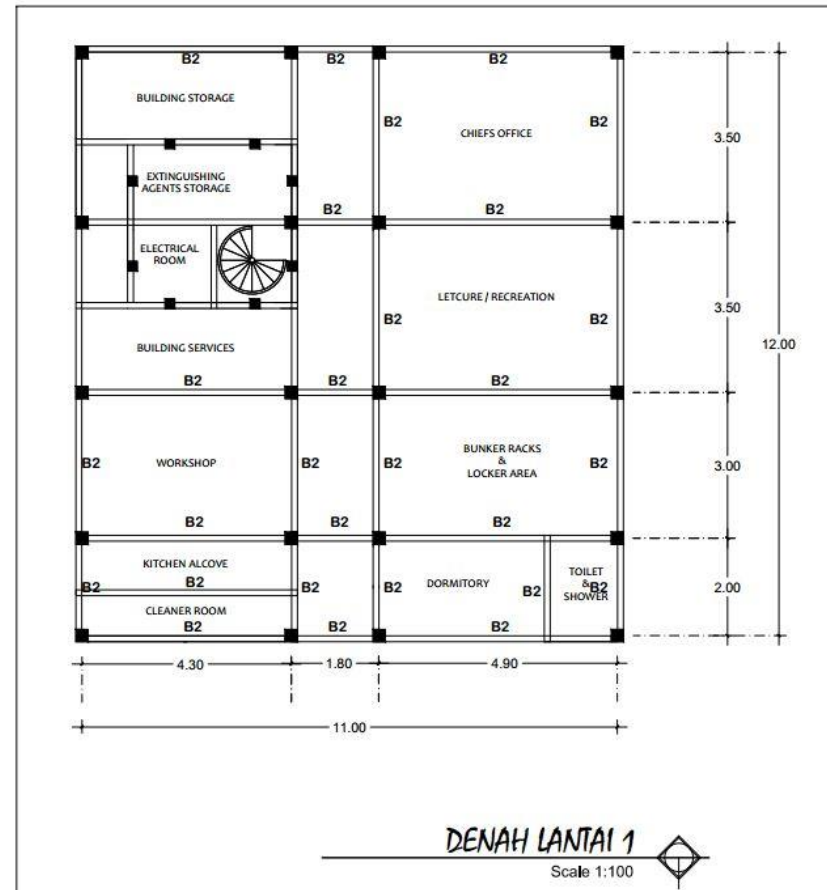 B2 B2 B2
BUILDING STORAGE
B2 CHIEFS OFFICE B2
3.50
EXTINGUISHING
AGENTS STORAGE
B2 B2
ELECTRICAL
ROOM
LETCURE / RECREATION
3.50
B2 B2
12.00
BUILDING SERVICES
B2 B2 B2
BUNKER RACKS
&
LOCKER AREA
B2 WORKSHOP B2 B2 B2
3.00
B2 B2 B2
KITCHEN ALCOVE
B2 B2 B2 B2
DORMITORY
B2 B2
TOILET
&
SHOWER
2.00
CLEANER ROOM
B2 B2 B2
4.30 1.80 4.90
11.00
DENAH LANTAI 1
Scale 1:100